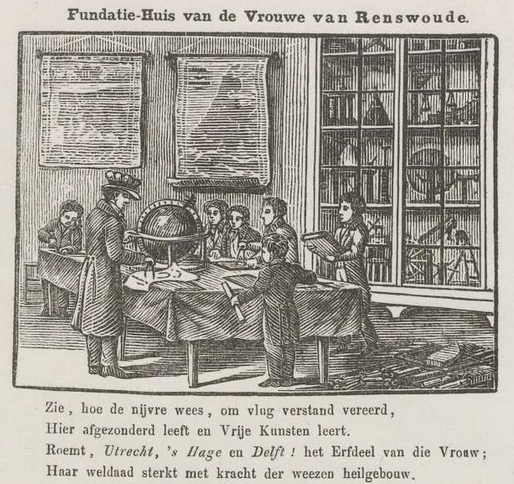 Fundatie-Huis van de Vrouwe van Renswoude.
Zie, hoe de nijvre wees, om vlug verstand vereerd,
Hier afgezonderd leeft en Vrije Kunsten leert.
Roemt, Utrecht, 's Hage en Delft! het Erfdeel van die Vrouw;
Haar weldaad sterkt met kracht der weezen heilgebouw.